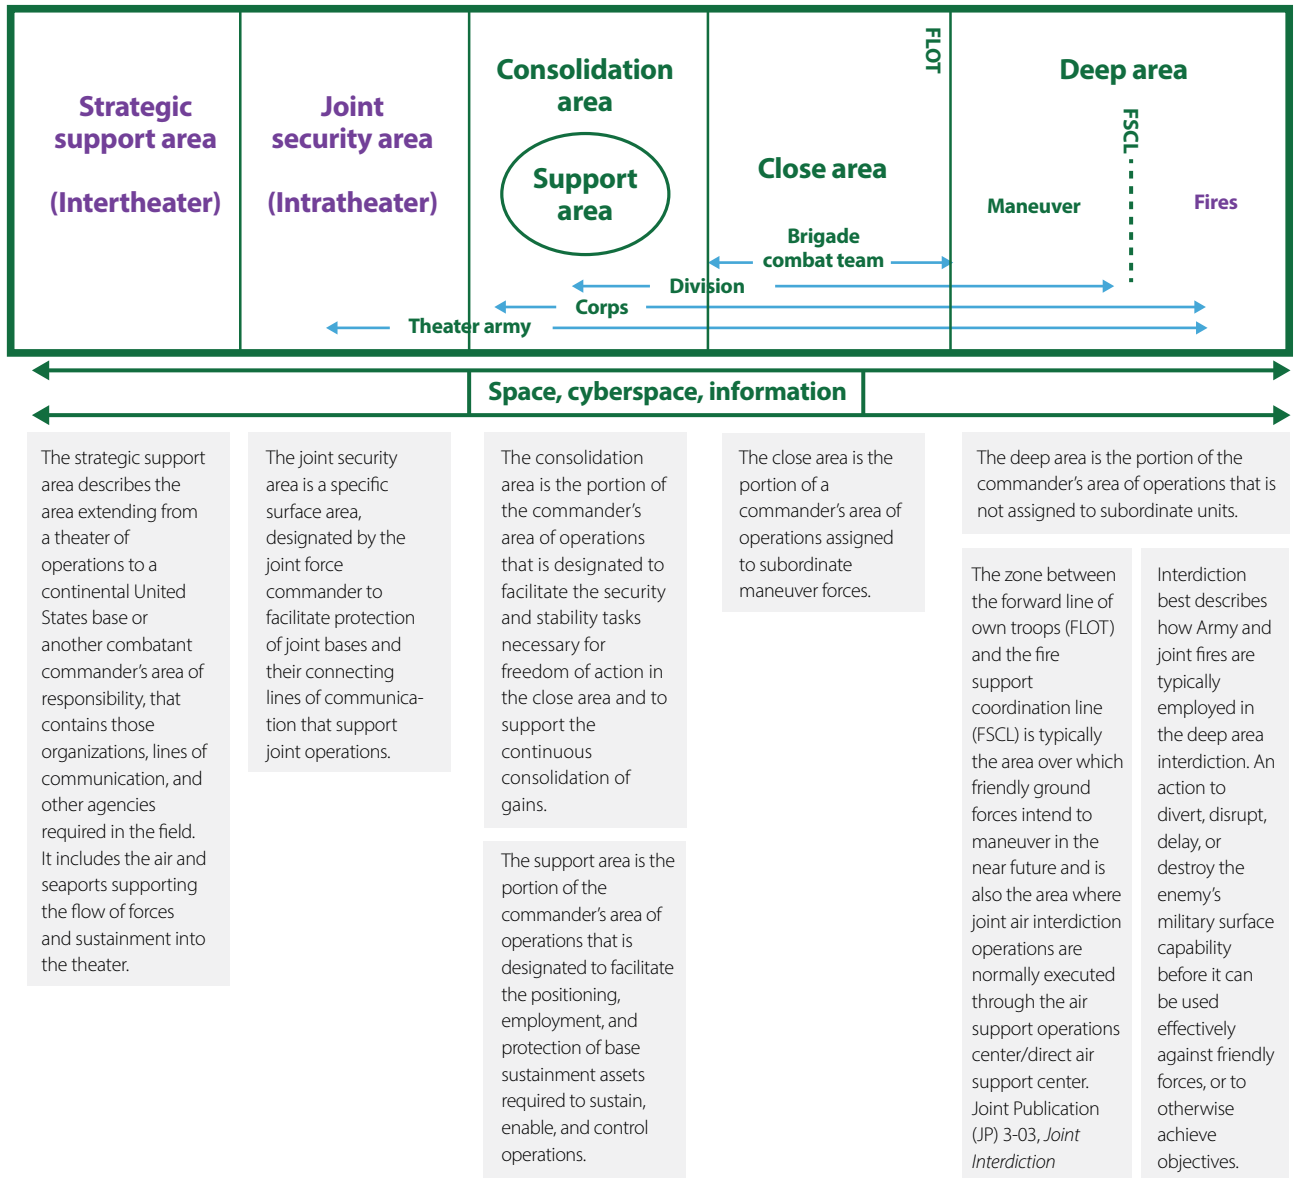 Strategic
support area
(Intertheater)
Joint
security area
(Intratheater)
Consolidation
area
Support
area
Close area
FLOT
Deep area
FSCL
Maneuver
Fires
Brigade
combat team
Division
Corps
Theater army
Space, cyberspace, information
The strategic support
area describes the
area extending from
a theater of
operations to a
continental United
States base or
another combatant
commander's area of
responsibility, that
contains those
organizations, lines of
communication, and
other agencies
required in the field.
It includes the air and
seaports supporting
the flow of forces
and sustainment into
the theater.
The joint security
area is a specific
surface area,
designated by the
joint force
commander to
facilitate protection
of joint bases and
their connecting
lines of communica-
tion that support
joint operations.
The consolidation
area is the portion of
the commander's
area of operations
that is designated to
facilitate the security
and stability tasks
necessary for
freedom of action in
the close area and to
support the
continuous
consolidation of
gains.
The support area is the
portion of the
commander's area of
operations that is
designated to facilitate
the positioning,
employment, and
protection of base
sustainment assets
required to sustain,
enable, and control
operations.
The close area is the
portion of a
commander's area of
operations assigned
to subordinate
maneuver forces.
The deep area is the portion of the
commander's area of operations that is
not assigned to subordinate units.
The zone between
the forward line of
own troops (FLOT)
and the fire
support
coordination line
(FSCL) is typically
the area over which
friendly ground
forces intend to
maneuver in the
near future and is
also the area where
joint air interdiction
operations are
normally executed
through the air
support operations
center/direct air
support center.
Joint Publication
(JP) 3-03, Joint
Interdiction
Interdiction
best describes
how Army and
joint fires are
typically
employed in
the deep area
interdiction. An
action to
divert, disrupt,
delay, or
destroy the
enemy's
military surface
capability
before it can
be used
effectively
against friendly
forces, or to
otherwise
achieve
objectives.